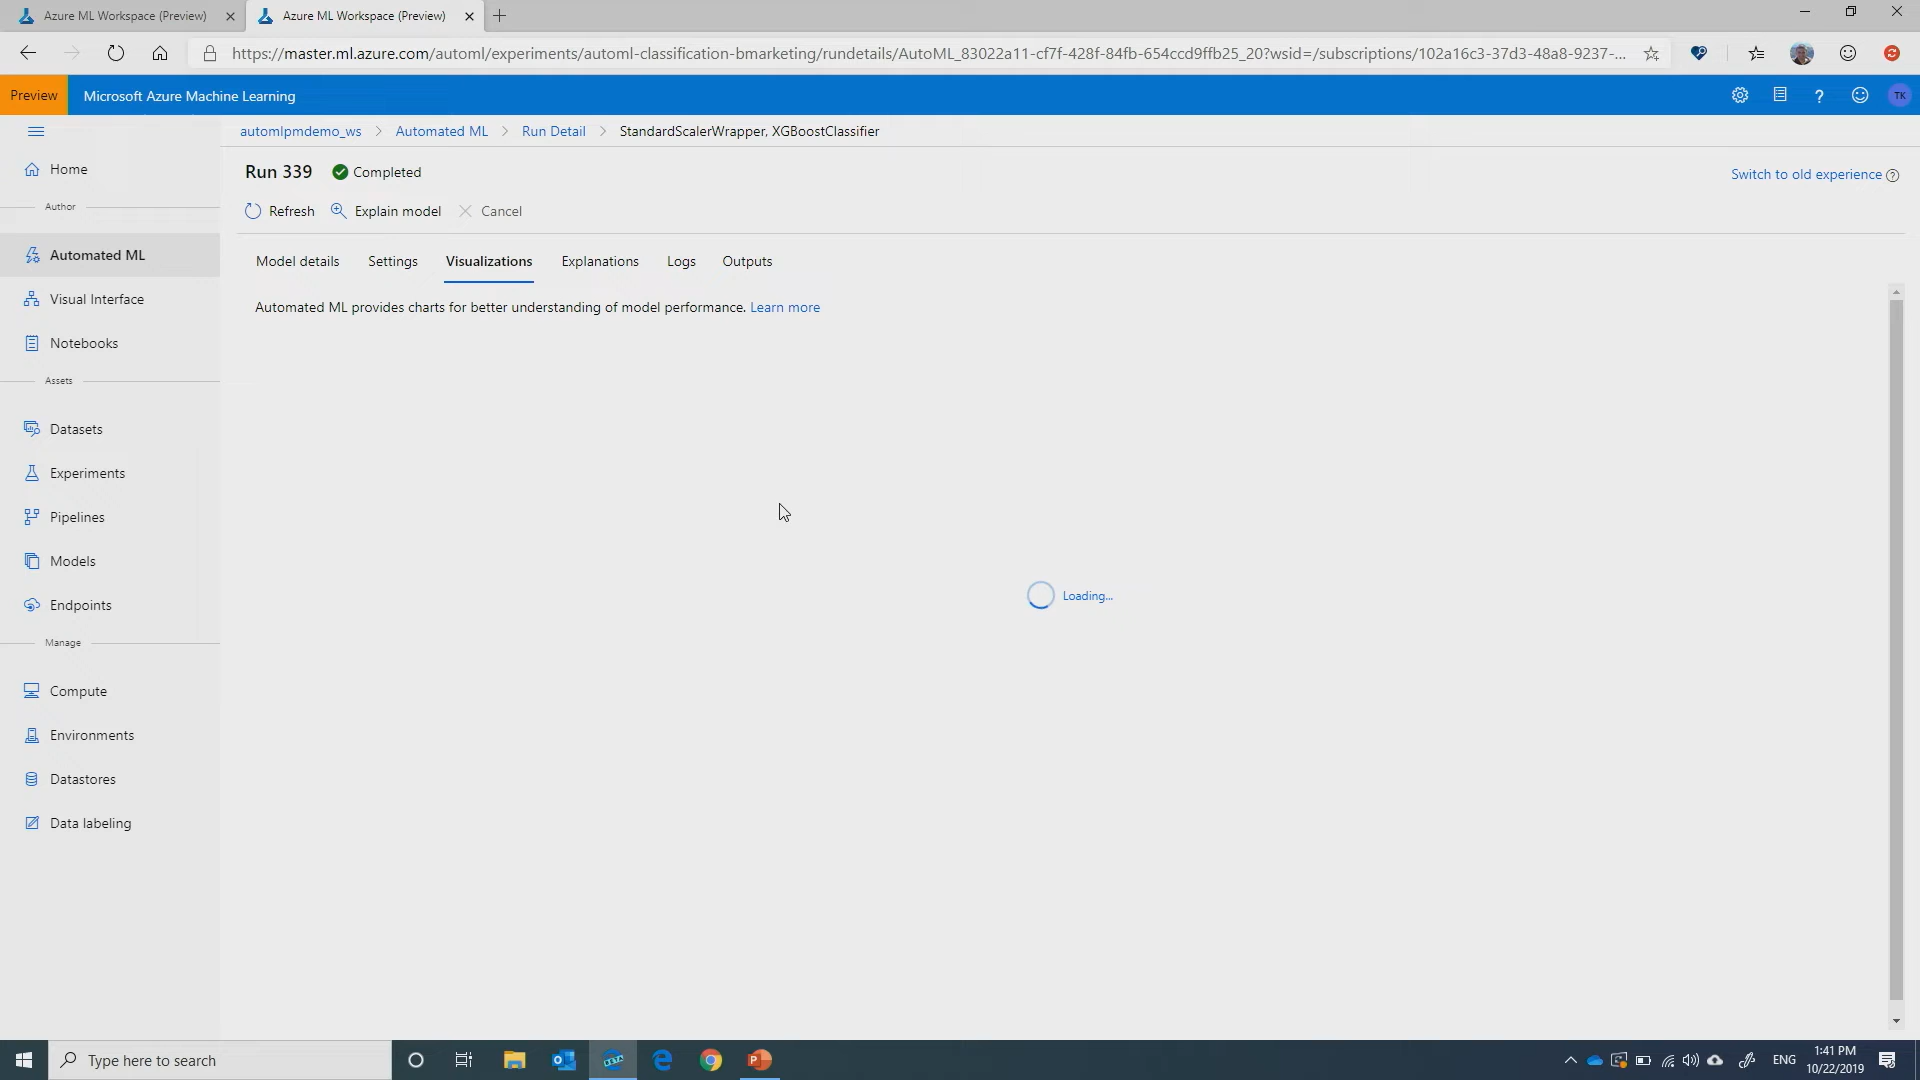 Azure ML Workspace (Preview)
Azure ML Workspace (Preview)
https://master.ml.azure.com/automl/experiments/automl-classification-bmarketing/rundetails/AutoML_83022a11-cf7f-428f-84fb-654ccd9ffb25_20?wsid=/subscriptions/102a16c3-37d3-48a8-9237-...
Preview
Microsoft Azure Machine Learning
TK
automlpmdemo_ws > Automated ML > Run Detail > StandardScalerWrapper, XGBoostClassifier
Home
Run 339
Completed
Switch to old experience
Author
Refresh
Explain model
Cancel
Automated ML
Model details
Settings
Visualizations
Explanations
Logs
Outputs
Visual Interface
Automated ML provides charts for better understanding of model performance. Learn more
Notebooks
Assets
Datasets
Experiments
Pipelines
Models
Loading...
Endpoints
Manage
Compute
Environments
Datastores
Data labeling
Type here to search
BETA
ENG
1:41 PM
10/22/2019